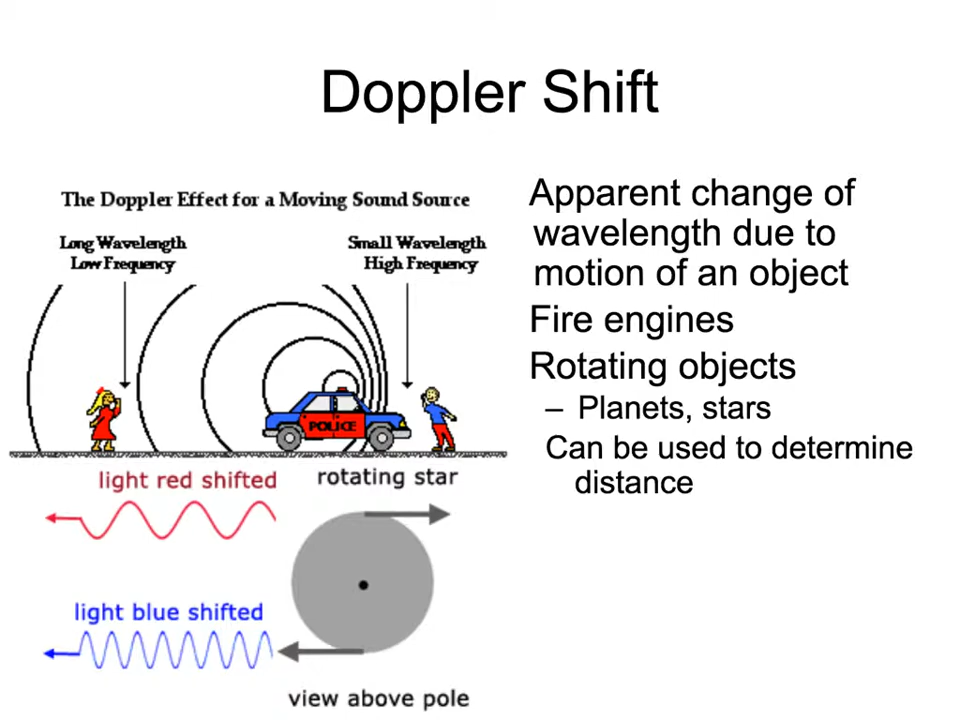 Doppler Shift
The Doppler Effect for a Moving Sound Source
Long Wavelength
Low Frequency
Small Wavelength
High Frequency
POLICE
light red shifted
rotating star
light blue shifted
view above pole
Apparent change of
wavelength due to
motion of an object
Fire engines
Rotating objects
– Planets, stars
Can be used to determine
distance